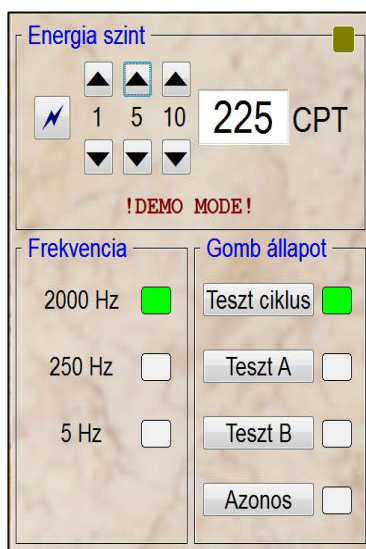 Energia szint
1 5 10 225 CPT
!DEMO MODE!
Frekvencia
2000 Hz
250 Hz
5 Hz
Gomb állapot
Teszt ciklus
Teszt A
Teszt B
Azonos